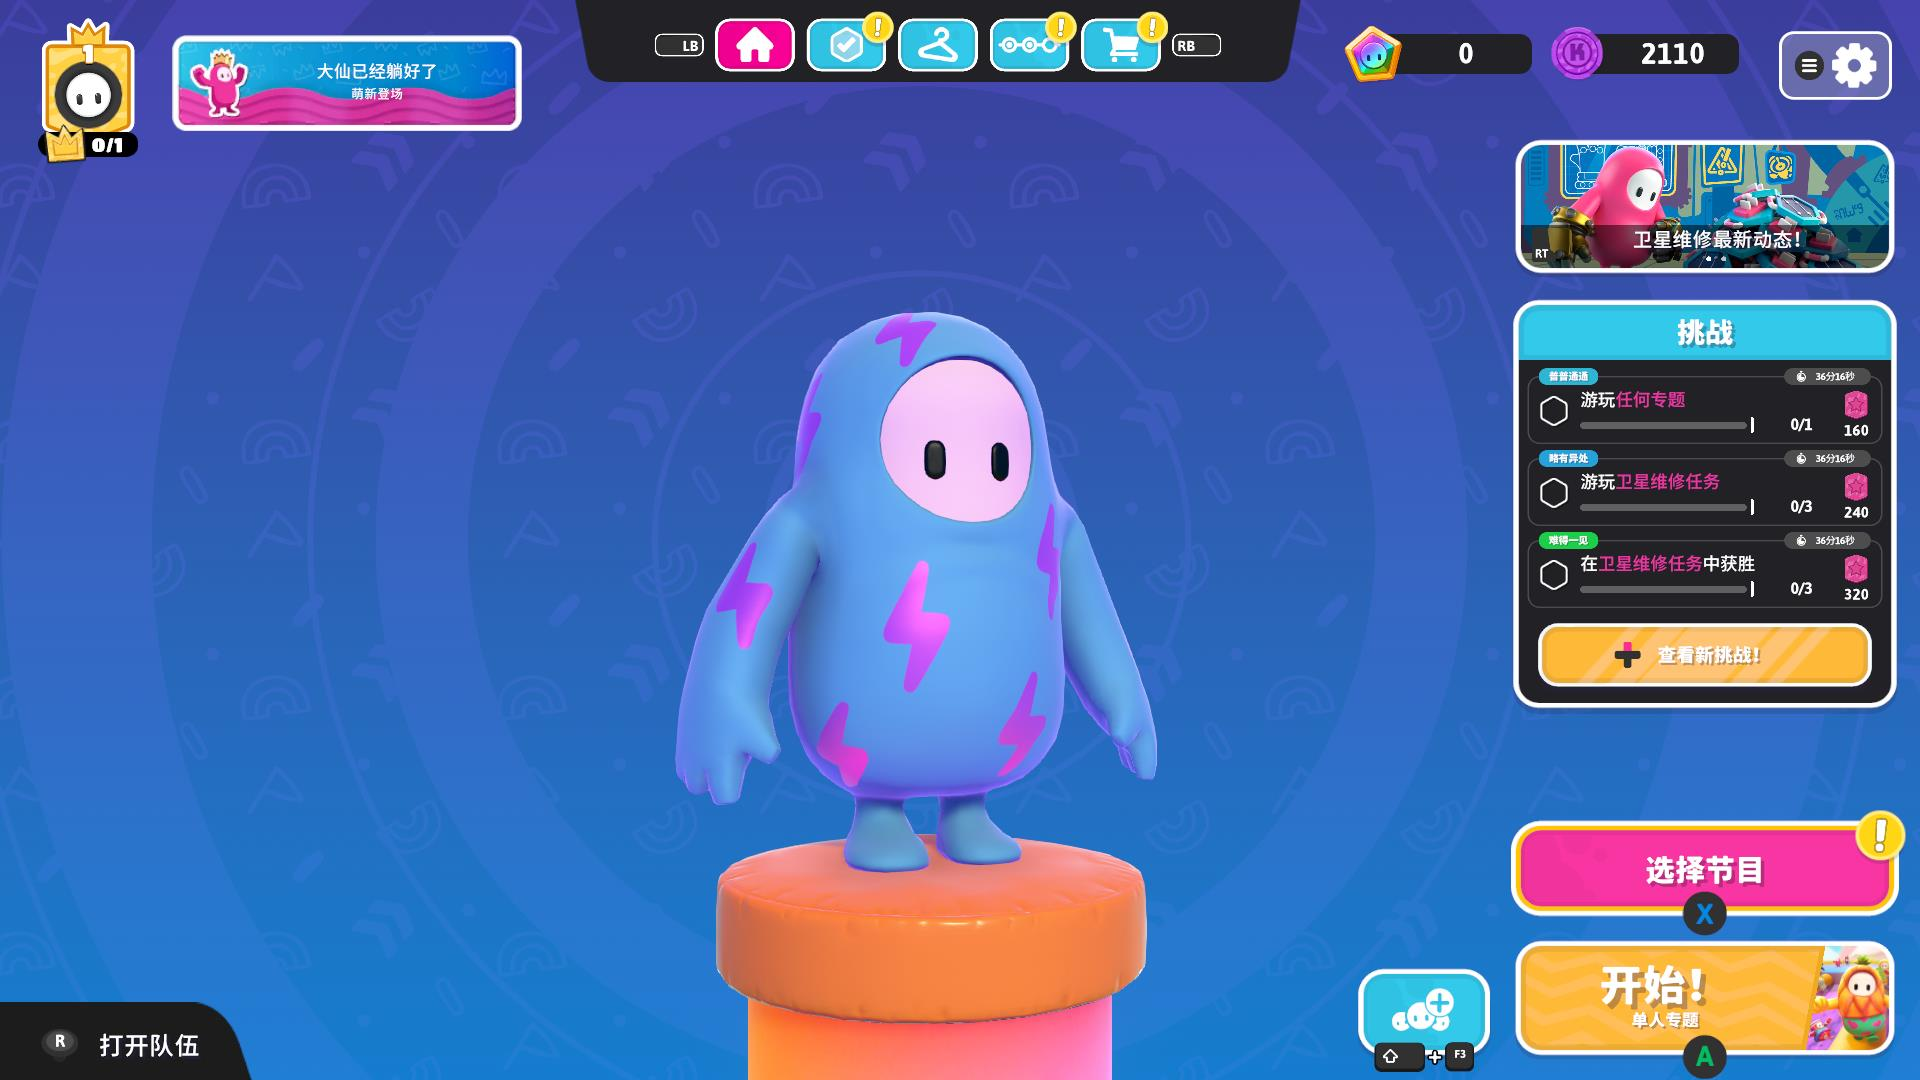 1
0/1
大仙已经躺好了
萌新登场
LB
!
!
!
RB
0
K
2110
卫星维修最新动态!
RT
挑战
普普通通
36分16秒
游玩任何专题
0/1
160
略有异处
36分16秒
游玩卫星维修任务
0/3
240
难得一见
36分16秒
在卫星维修任务中获胜
0/3
320
查看新挑战!
!
选择节目
X
开始!
单人专题
A
+ F3
R 打开队伍